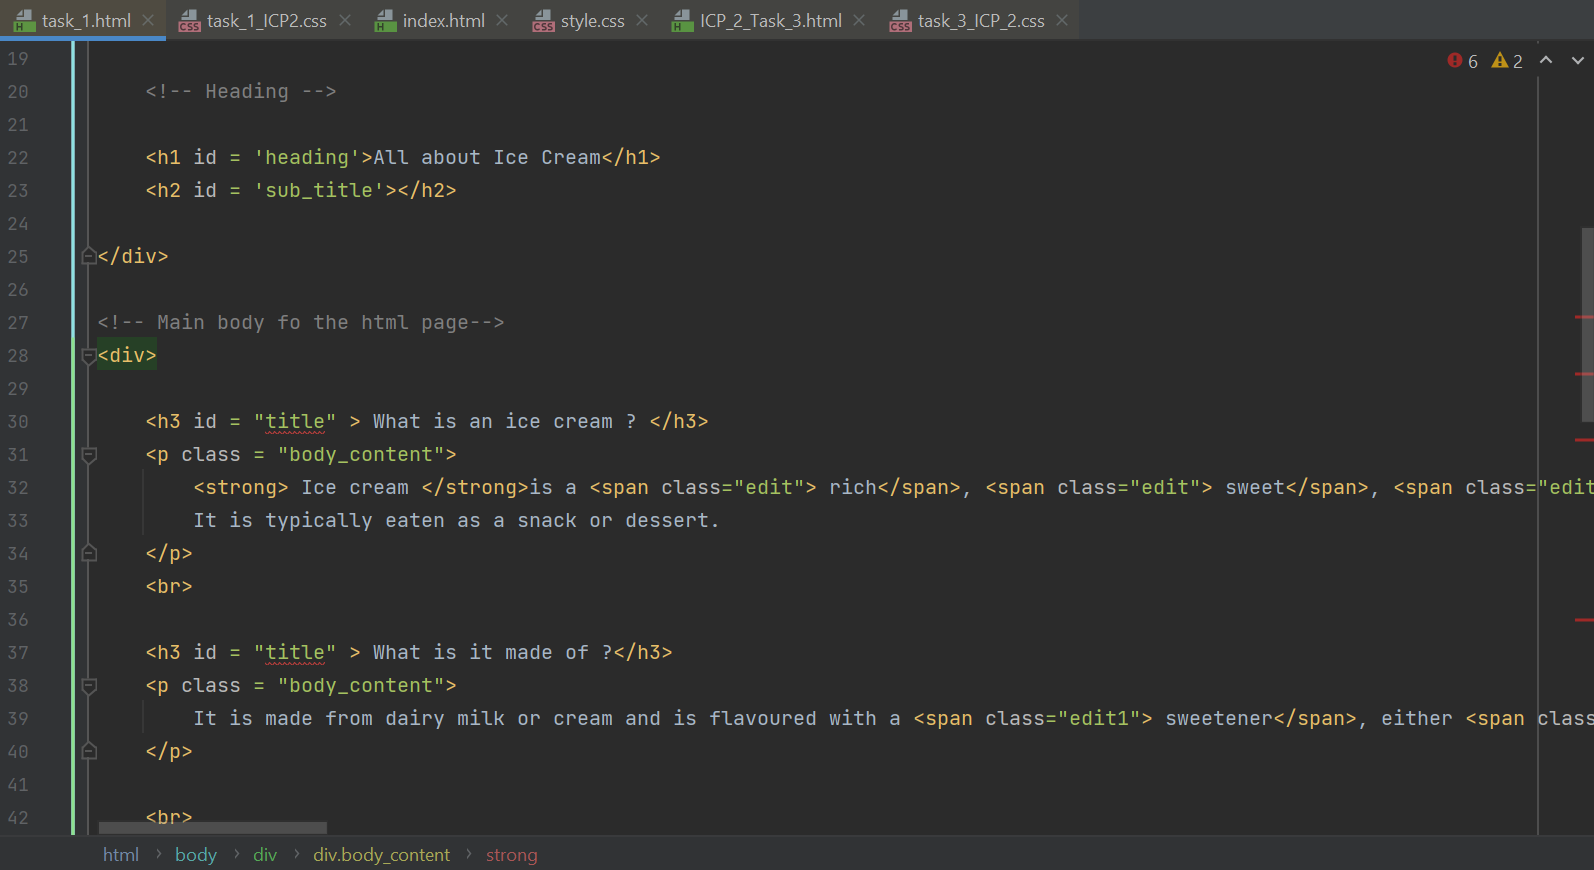 task_1.html task_1_ICP2.css index.html style.css ICP_2_Task_3.html task_3_ICP_2.css
6 2
19
20 <!-- Heading -->
21
22 <h1 id = 'heading'>All about Ice Cream</h1>
23 <h2 id = 'sub_title'></h2>
24
25 </div>
26
27 <!-- Main body fo the html page-->
28 <div>
29
30 <h3 id = "title" > What is an ice cream ? </h3>
31 <p class = "body_content">
32 <strong> Ice cream </strong>is a <span class="edit"> rich</span>, <span class="edit"> sweet</span>, <span class="edit
33 It is typically eaten as a snack or dessert.
34 </p>
35 <br>
36
37 <h3 id = "title" > What is it made of ?</h3>
38 <p class = "body_content">
39 It is made from dairy milk or cream and is flavoured with a <span class="edit1"> sweetener</span>, either <span class
40 </p>
41
42 <br>
html › body › div › div.body_content › strong